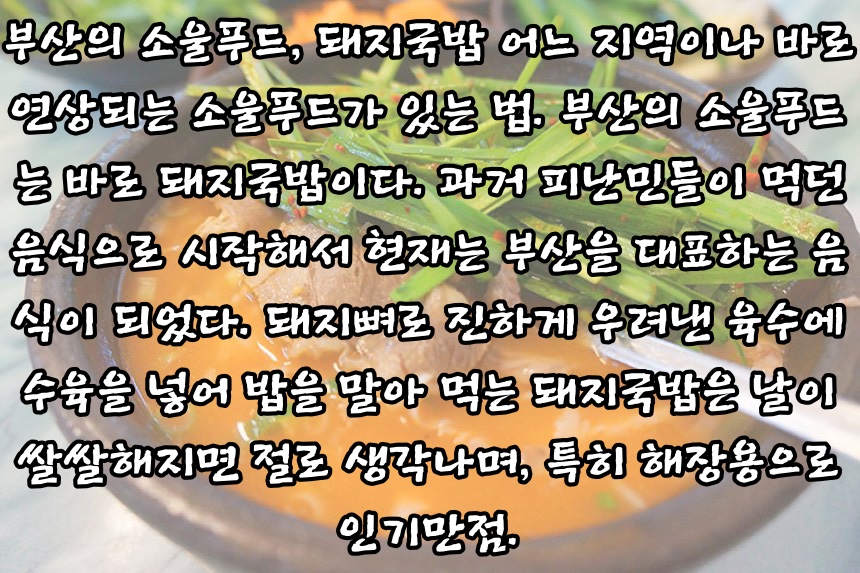 부산의 소울푸드, 돼지국밥 어느 지역이나 바로
연상되는 소울푸드가 있는 법. 부산의 소울푸드
는 바로 돼지국밥이다. 과거 피난민들이 먹던
음식으로 시작해서 현재는 부산을 대표하는 음
식이 되었다. 돼지뼈로 진하게 우려낸 육수에
수육을 넣어 밥을 말아 먹는 돼지국밥은 날이
쌀쌀해지면 절로 생각나며, 특히 해장용으로
인기만점.